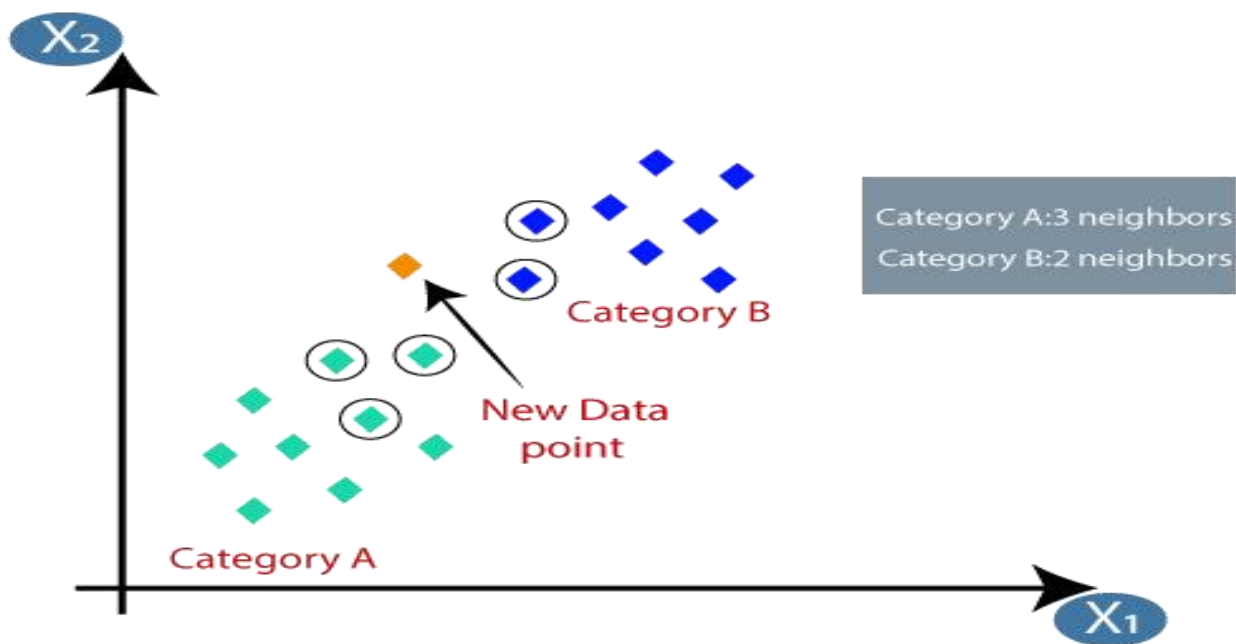 X₂
Category A:3 neighbors
Category B:2 neighbors
Category B
New Data
point
Category A
X₁